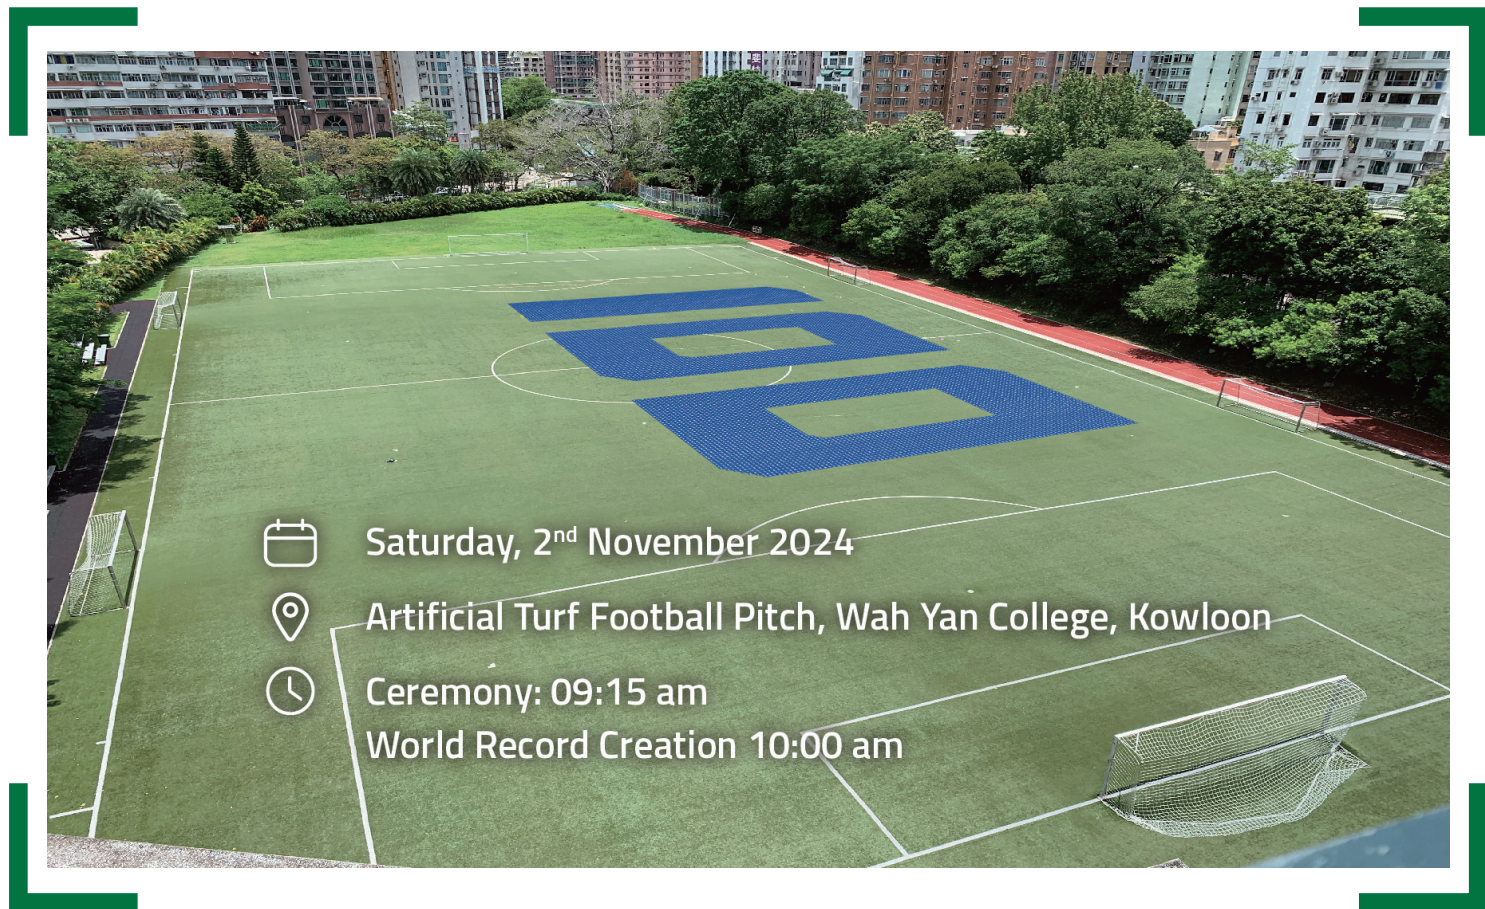 100
Saturday, 2nd November 2024
Artificial Turf Football Pitch, Wah Yan College, Kowloon
Ceremony: 09:15 am
World Record Creation 10:00 am